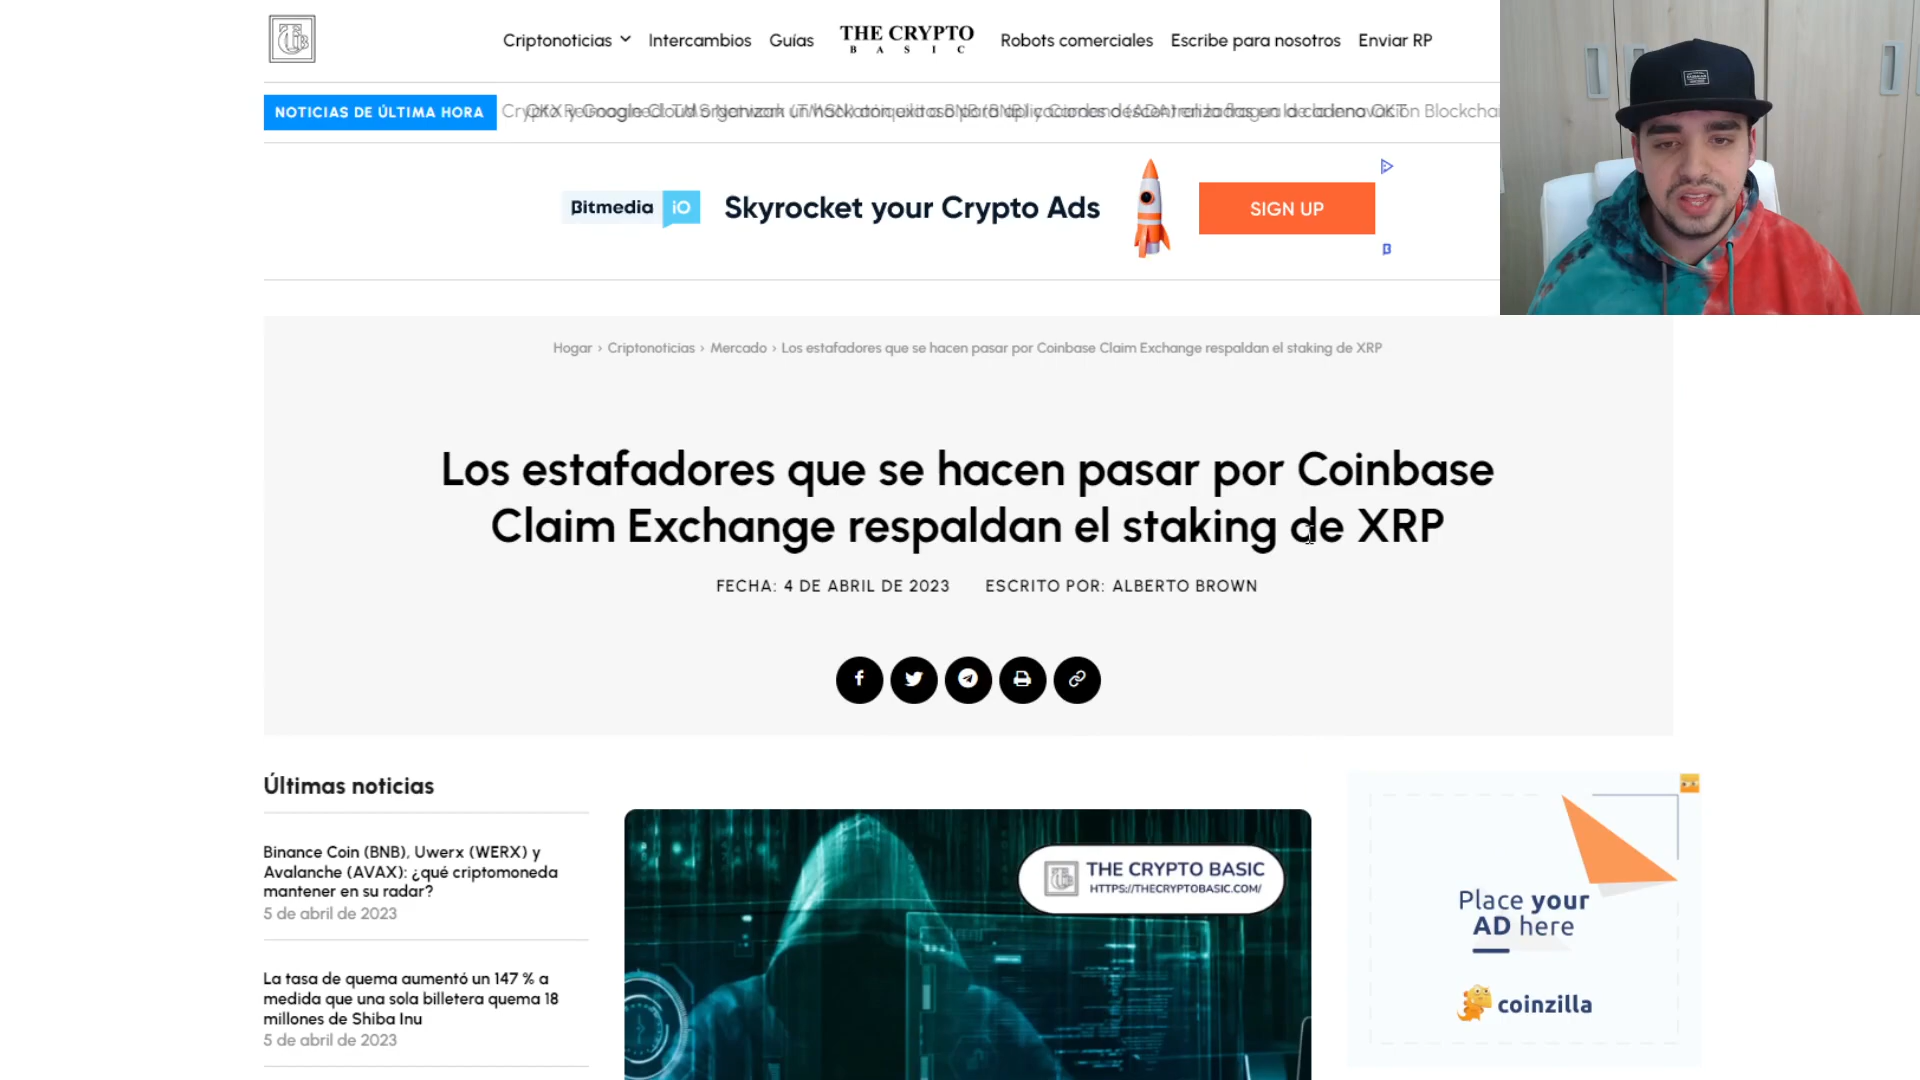 Criptonoticias
Intercambios
Guías
THE CRYPTO
BASIC
Robots comerciales
Escribe para nosotros
Enviar RP
NOTICIAS DE ÚLTIMA HORA
Bitmedia iO
Skyrocket your Crypto Ads
SIGN UP
Hogar › Criptonoticias › Mercado › Los estafadores que se hacen pasar por Coinbase Claim Exchange respaldan el staking de XRP
Los estafadores que se hacen pasar por Coinbase
Claim Exchange respaldan el staking de XRP
FECHA: 4 DE ABRIL DE 2023
ESCRITO POR: ALBERTO BROWN
Últimas noticias
Binance Coin (BNB), Uwerx (WERX) y
Avalanche (AVAX): ¿qué criptomoneda
mantener en su radar?
5 de abril de 2023
La tasa de quema aumentó un 147 % a
medida que una sola billetera quema 18
millones de Shiba Inu
5 de abril de 2023
THE CRYPTO BASIC
HTTPS://THECRYPTOBASIC.COM/
Place your
AD here
coinzilla